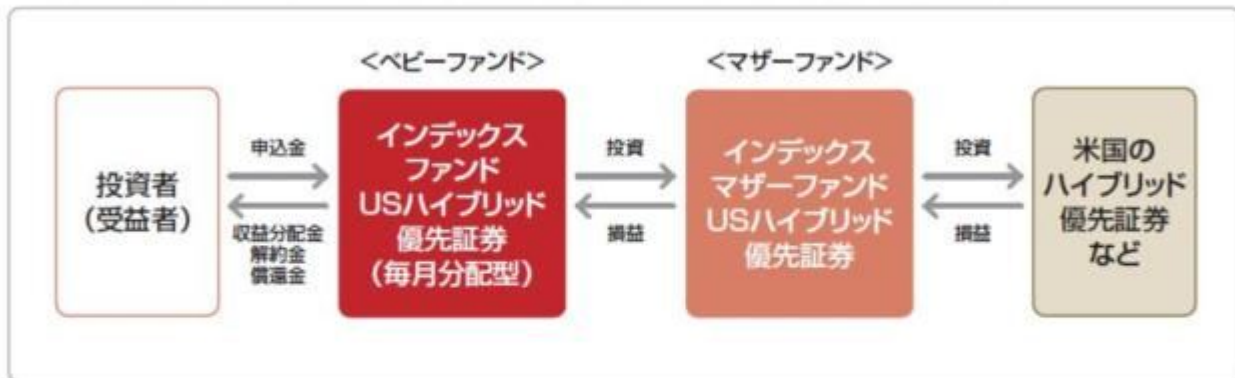 <ベビーファンド>
<マザーファンド>
投資者
(受益者)
申込金
収益分配金
解約金
償還金
インデックス
ファンド
USハイブリッド
優先証券
(毎月分配型)
投資
損益
インデックス
マザーファンド
USハイブリッド
優先証券
投資
損益
米国の
ハイブリッド
優先証券
など